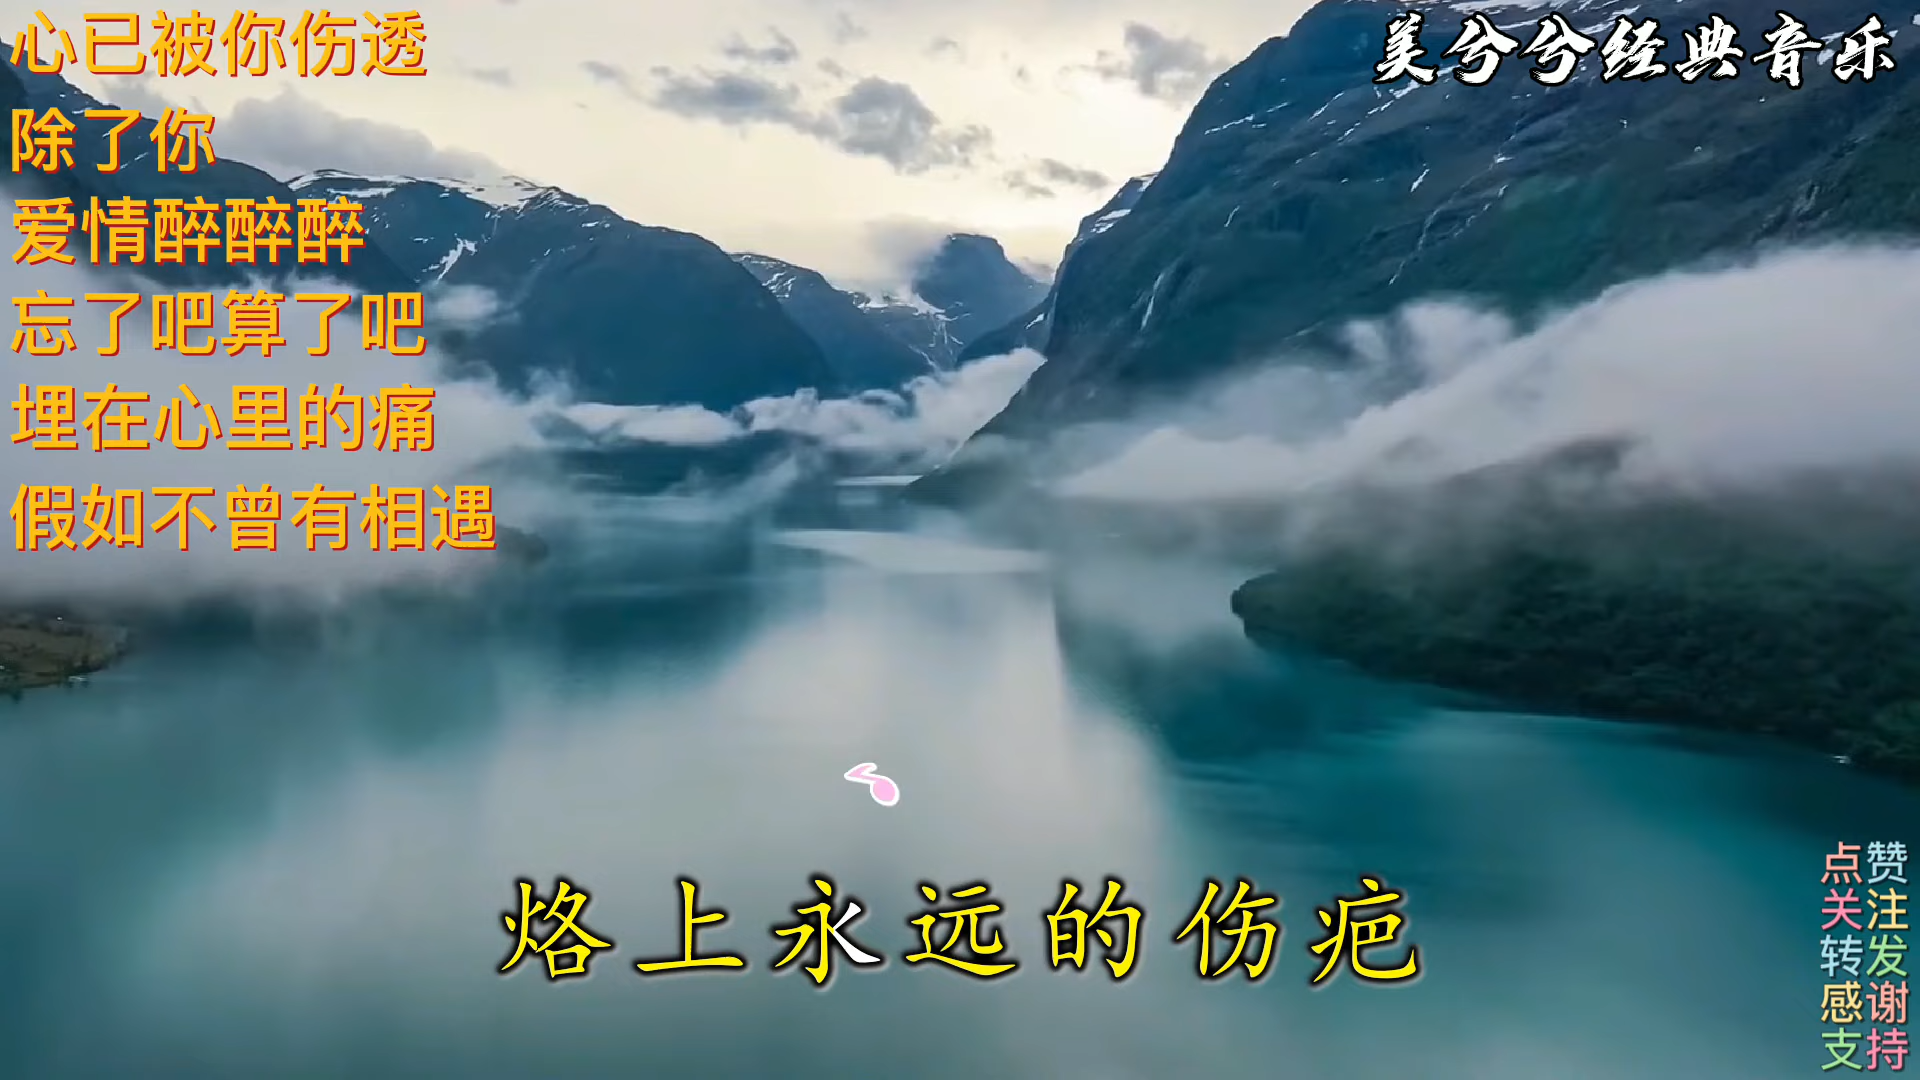 心已被你伤透
除了你
爱情醉醉醉
忘了吧算了吧
埋在心里的痛
假如不曾有相遇
美兮兮经典音乐
烙上永远的伤疤
点赞
关注
转发
感谢
支持